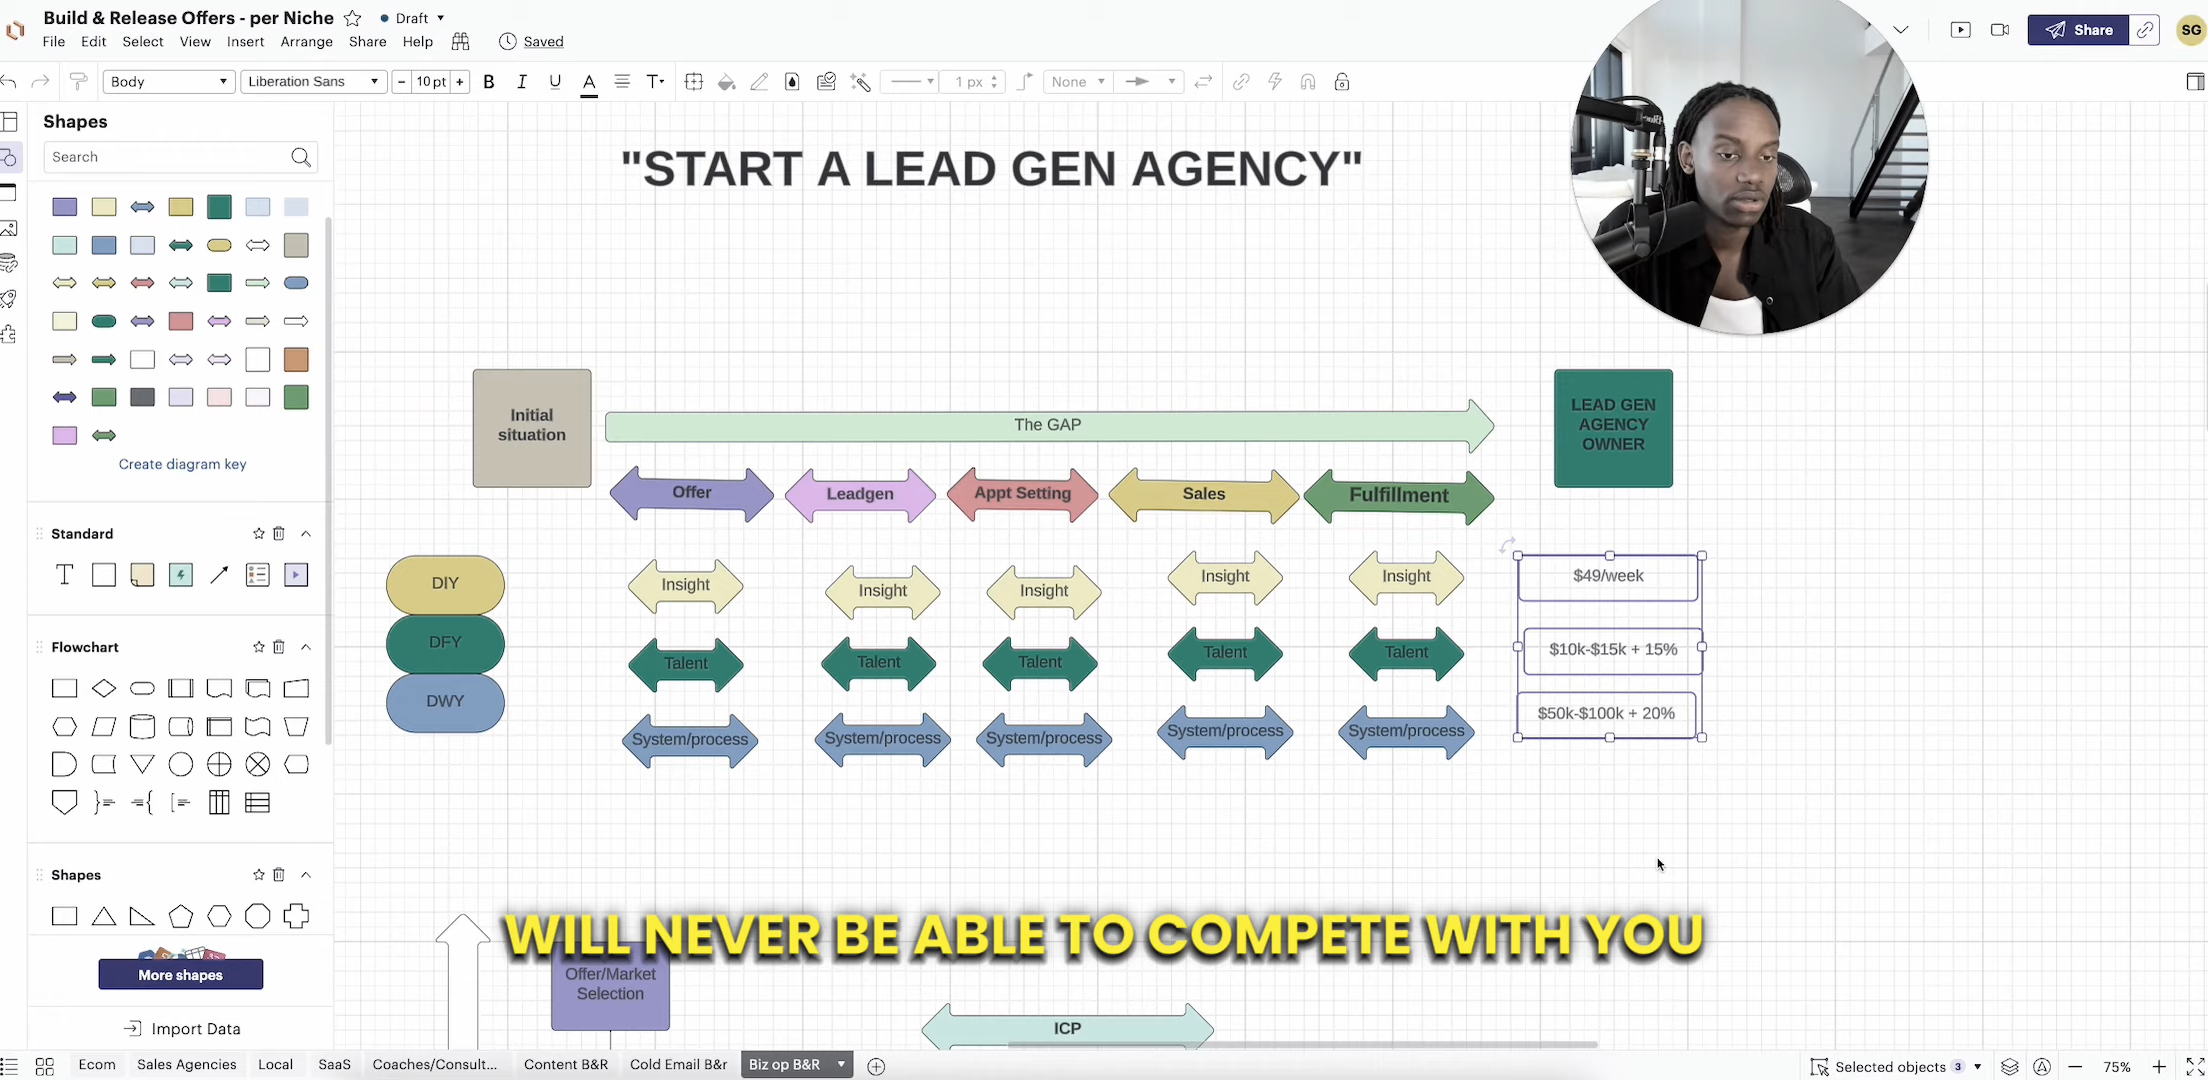 Build & Release Offers - per Niche
Draft
File Edit Select View Insert Arrange Share Help
Saved
Share
SG
Body
Liberation Sans
- 10 pt +
B I U A T
1 px
None
Shapes
Search
Create diagram key
Standard
T
Flowchart
Shapes
More shapes
Import Data
"START A LEAD GEN AGENCY"
Initial
situation
The GAP
LEAD GEN
AGENCY
OWNER
Offer
Leadgen
Appt Setting
Sales
Fulfillment
DIY
Insight
Insight
Insight
Insight
Insight
$49/week
DFY
Talent
Talent
Talent
Talent
Talent
$10k-$15k + 15%
DWY
System/process
System/process
System/process
System/process
System/process
$50k-$100k + 20%
WILL NEVER BE ABLE TO COMPETE WITH YOU
Offer/Market
Selection
ICP
Ecom
Sales Agencies
Local
SaaS
Coaches/Consult...
Content B&R
Cold Email B&r
Biz op B&R
Selected objects 3
75%